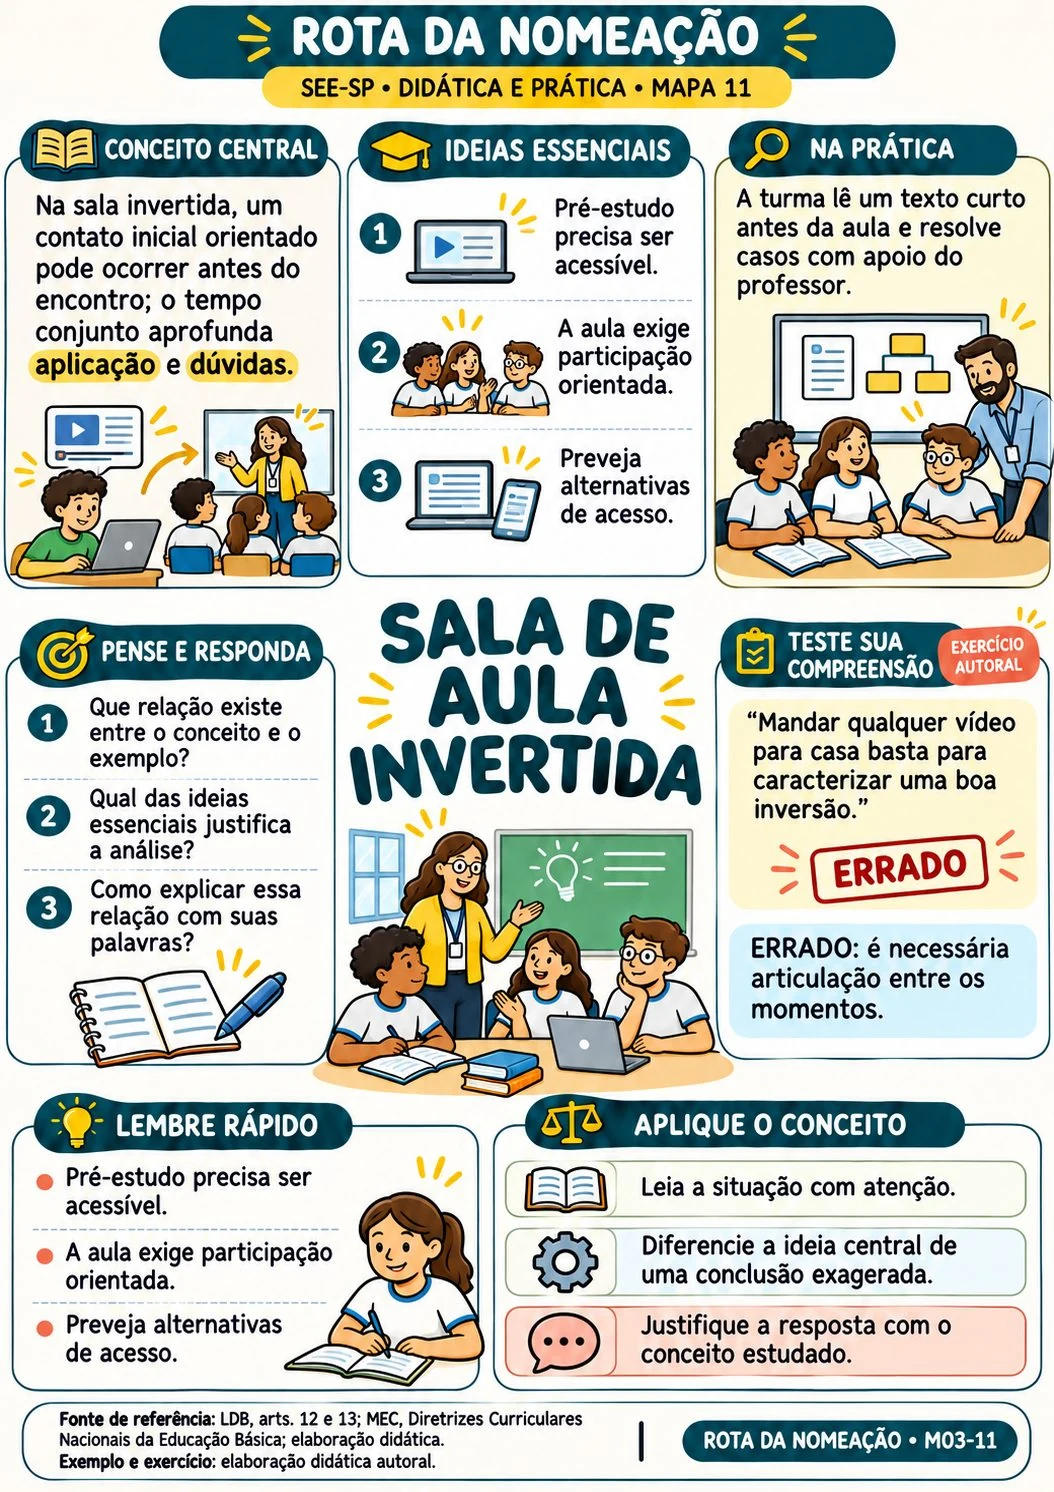 ROTA DA NOMEAÇÃO
SEE-SP • DIDÁTICA E PRÁTICA • MAPA 11
CONCEITO CENTRAL
Na sala invertida, um
contato inicial orientado
pode ocorrer antes do
encontro; o tempo
conjunto aprofunda
aplicação e dúvidas.
IDEIAS ESSENCIAIS
1
Pré-estudo
precisa ser
acessível.
2
A aula exige
participação
orientada.
3
Preveja
alternativas
de acesso.
NA PRÁTICA
A turma lê um texto curto
antes da aula e resolve
casos com apoio do
professor.
PENSE E RESPONDA
1
Que relação existe
entre o conceito e o
exemplo?
2
Qual das ideias
essenciais justifica
a análise?
3
Como explicar essa
relação com suas
palavras?
SALA DE
AULA
INVERTIDA
TESTE SUA
COMPREENSÃO
EXERCÍCIO
AUTORAL
“Mandar qualquer vídeo
para casa basta para
caracterizar uma boa
inversão.”
ERRADO
ERRADO: é necessária
articulação entre os
momentos.
LEMBRE RÁPIDO
Pré-estudo precisa ser
acessível.
A aula exige participação
orientada.
Preveja alternativas
de acesso.
APLIQUE O CONCEITO
Leia a situação com atenção.
Diferencie a ideia central de
uma conclusão exagerada.
Justifique a resposta com o
conceito estudado.
Fonte de referência: LDB, arts. 12 e 13; MEC, Diretrizes Curriculares
Nacionais da Educação Básica; elaboração didática.
Exemplo e exercício: elaboração didática autoral.
ROTA DA NOMEAÇÃO • M03-11